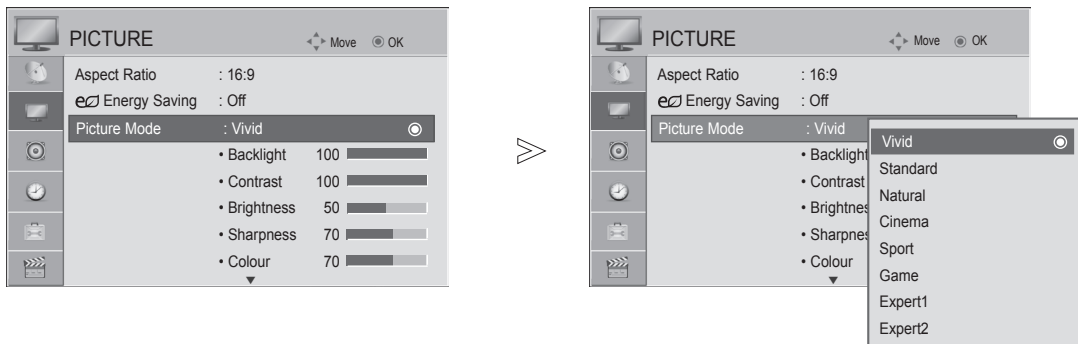 PICTURE
Move OK
Aspect Ratio : 16:9
Energy Saving : Off
Picture Mode : Vivid
• Backlight 100
• Contrast 100
• Brightness 50
• Sharpness 70
• Colour 70
PICTURE
Move OK
Aspect Ratio : 16:9
Energy Saving : Off
Picture Mode : Vivid
• Backlight
• Contrast
• Brightnes
• Sharpnes
• Colour
Vivid
Standard
Natural
Cinema
Sport
Game
Expert1
Expert2